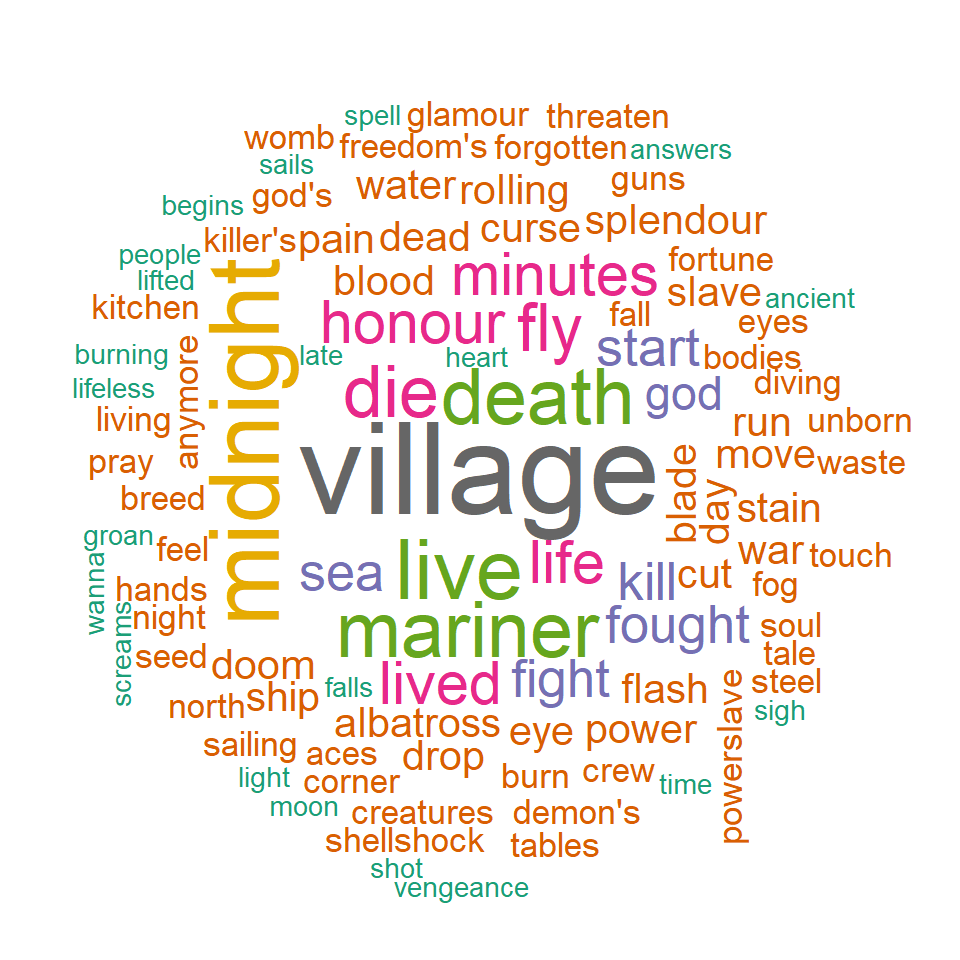 spell glamour threaten
womb freedom's forgotten answers
sails
begins god's water rolling guns
killer's pain dead curse splendour
people
lifted blood minutes fortune
kitchen honour fly fall slave ancient
midnight
burning late heart start eyes
bodies
lifeless die death god diving
living anymore run unborn
pray village blade move waste
breed day stain
groan feel sea live life kill cut war touch
wanna hands fog
night mariner fought soul
screams seed doom lived fight flash tale
north ship falls steel
sigh
sailing albatross eye power powerslave
aces drop
light corner burn crew time
moon creatures demon's
shellshock tables
shot
vengeance